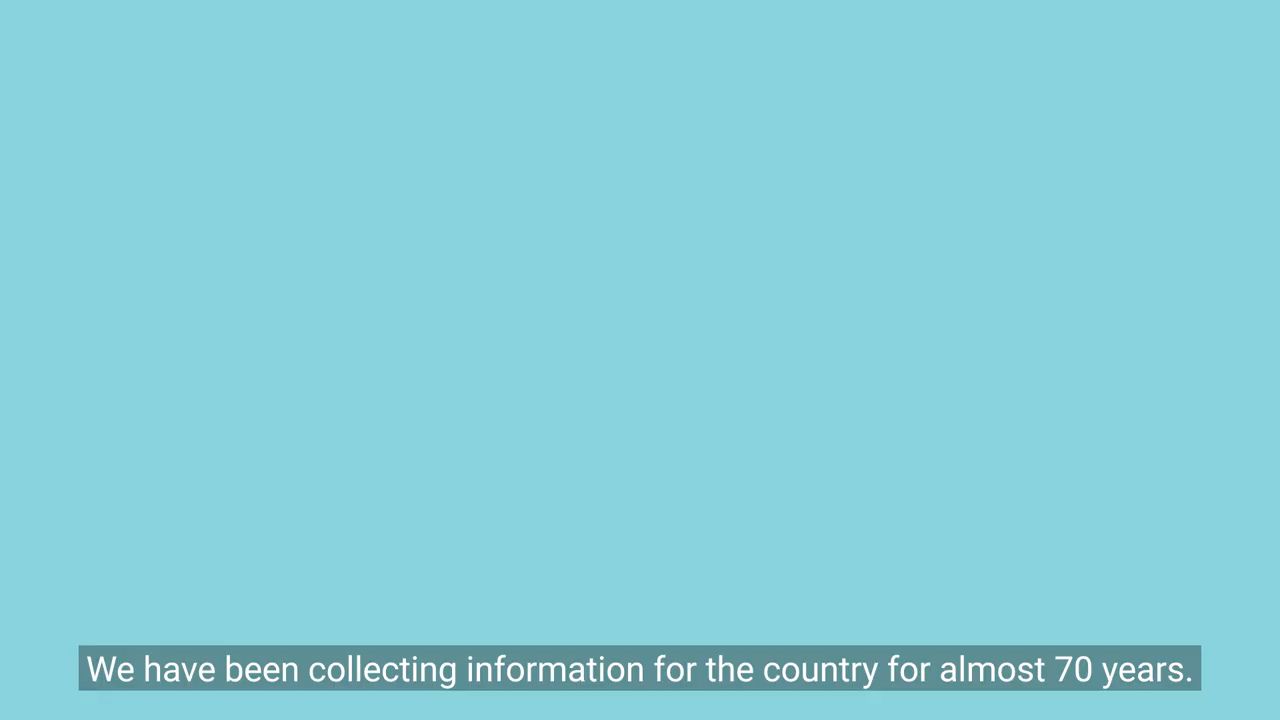 We have been collecting information for the country for almost 70 years.